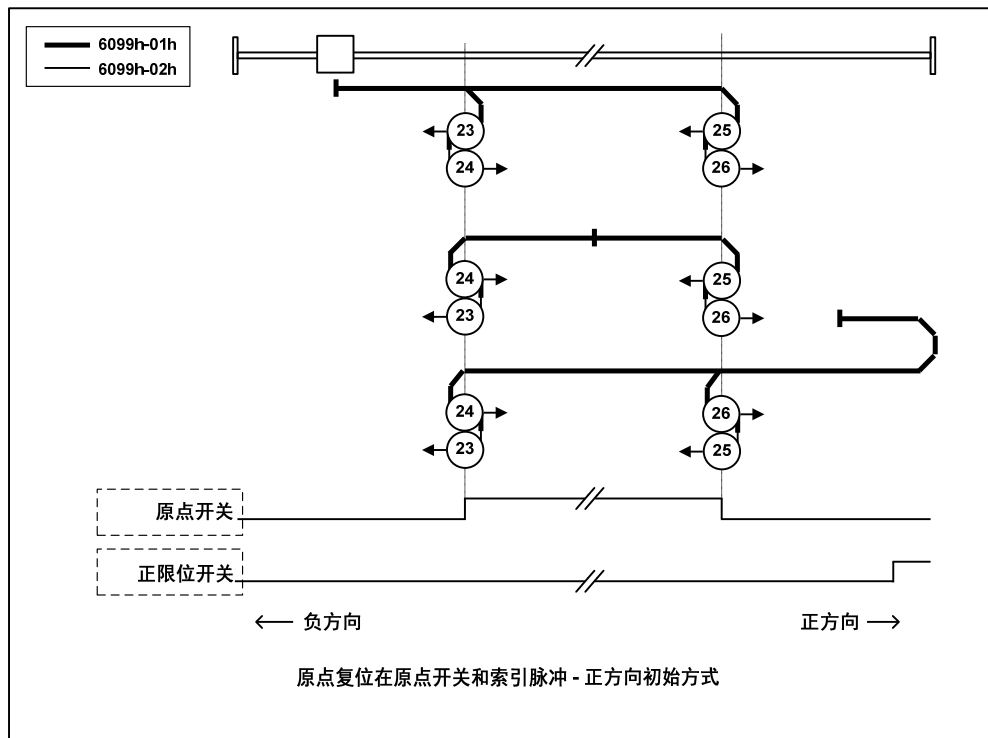 6099h-01h
6099h-02h
23 25
24 26
24 25
23 26
24 26
23 25
原点开关
正限位开关
负方向 正方向
原点复位在原点开关和索引脉冲 - 正方向初始方式